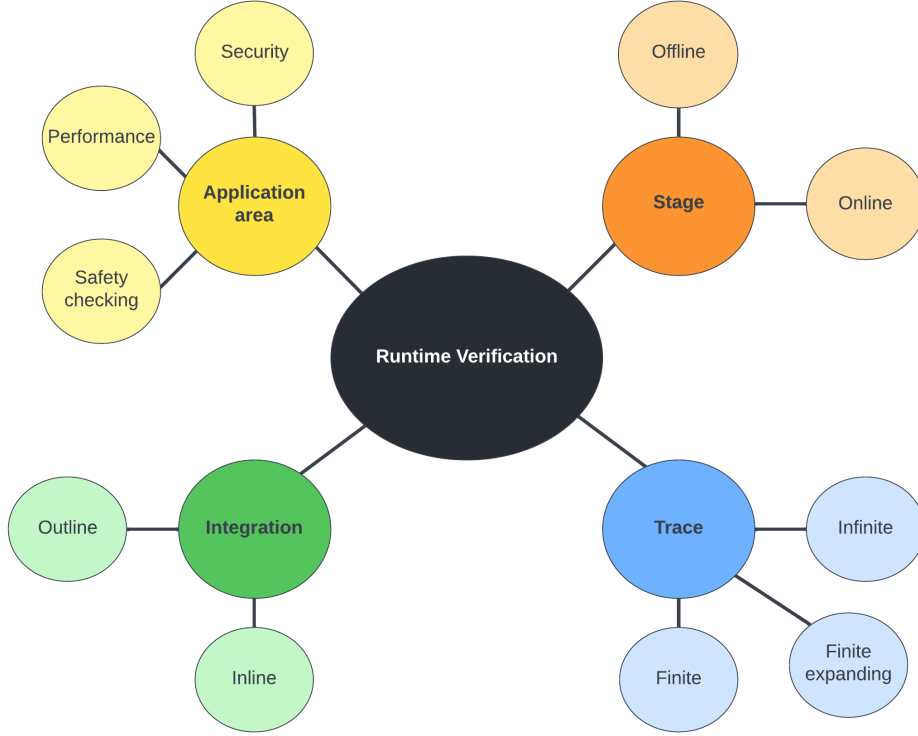 Security
Offline
Performance
Application
area
Stage
Online
Safety
checking
Runtime Verification
Outline
Integration
Trace
Infinite
Inline
Finite
Finite
expanding